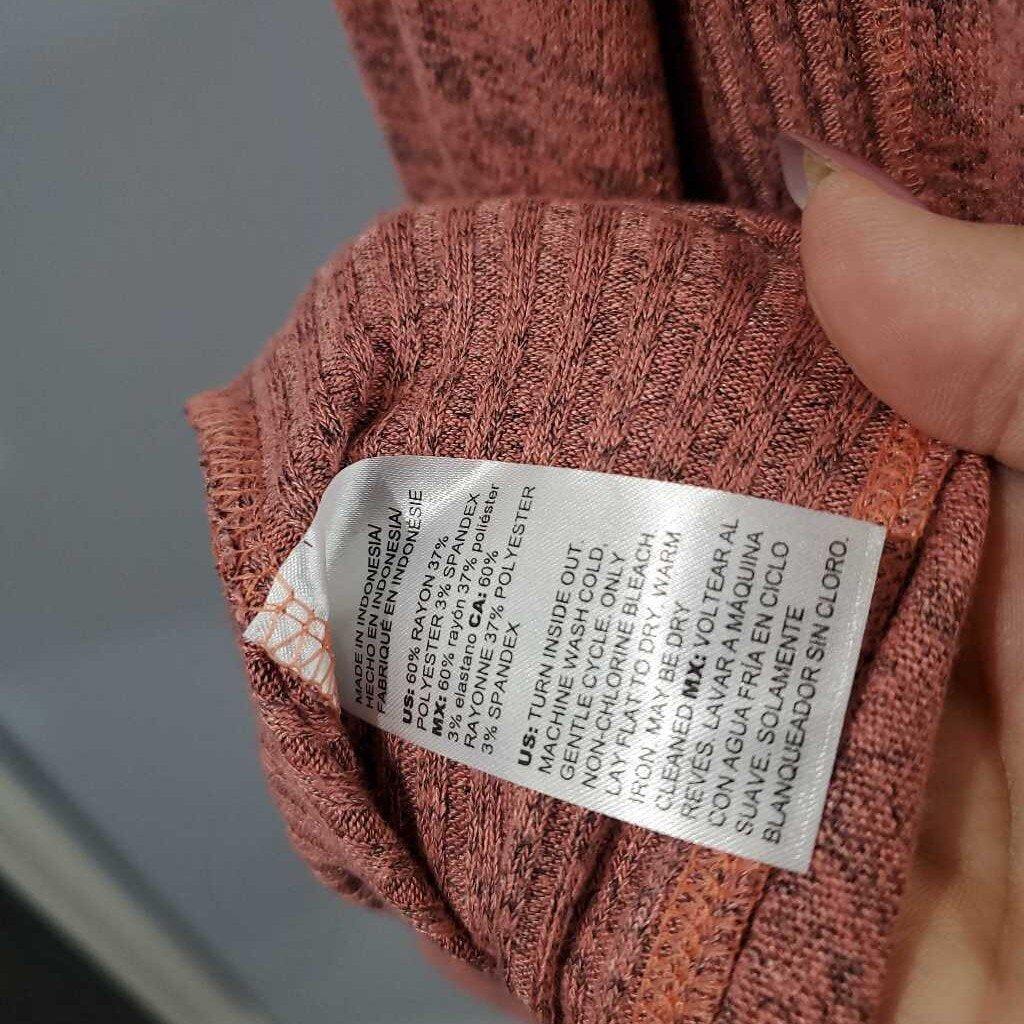 MADE IN INDONESIA/
HECHO EN INDONESIA/
FABRIQUÉ EN INDONÉSIE
US: 60% RAYON 37%
POLYESTER 3% SPANDEX
MX: 60% rayón 37% poliéster
3% elastano CA: 60%
RAYONNE 37% POLYESTER
3% SPANDEX
US: TURN INSIDE OUT.
MACHINE WASH COLD,
GENTLE CYCLE. ONLY
NON-CHLORINE BLEACH
LAY FLAT TO DRY. WARM
IRON. MAY BE DRY
CLEANED MX: VOLTEAR AL
REVES. LAVAR A MAQUINA
CON AGUA FRÍA EN CICLO
SUAVE. SOLAMENTE
BLANQUEADOR SIN CLORO.